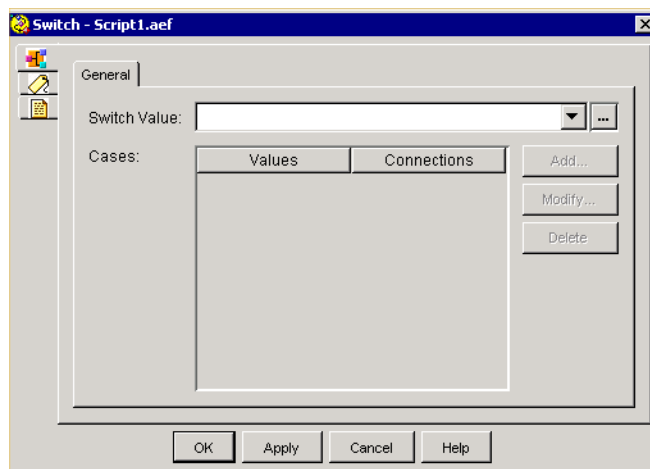 Switch - Script1.aef
General
Switch Value:
...
Cases:
Values Connections
Add...
Modify...
Delete
OK Apply Cancel Help